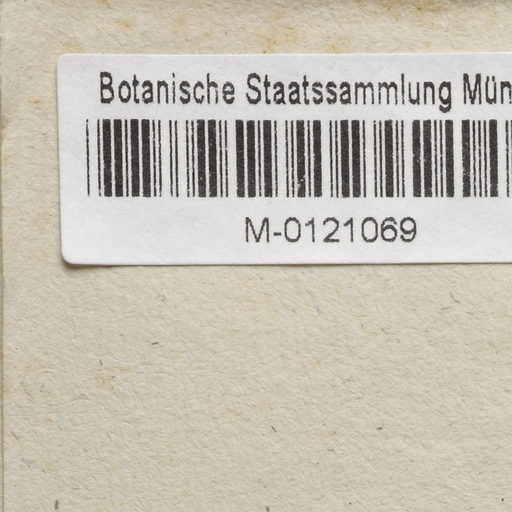 Botanische Staatssammlung Mün
M-0121069